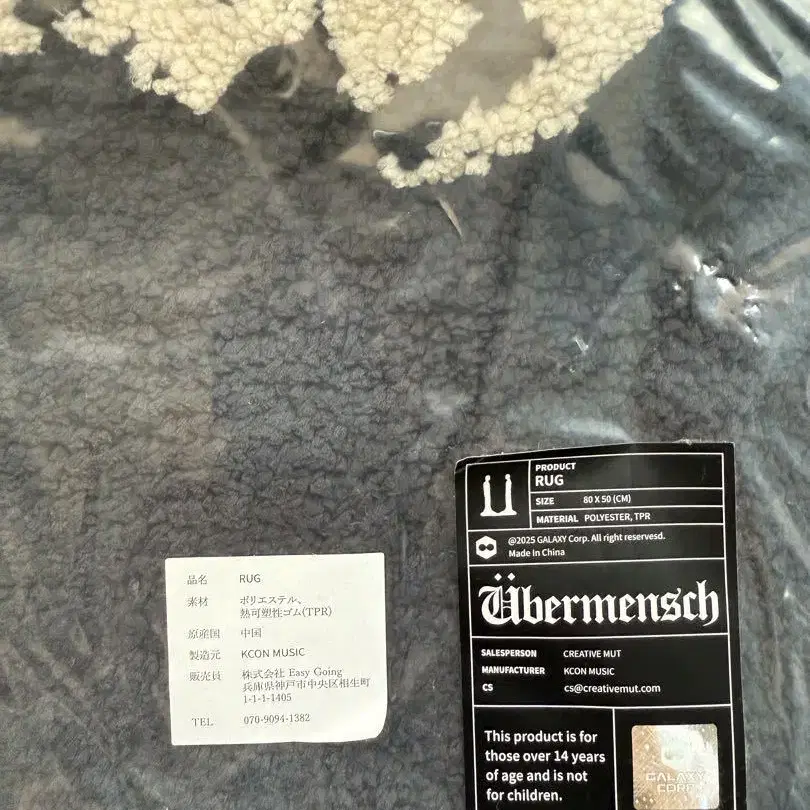 品名 RUG
素材 ポリエステル、
熱可塑性ゴム(TPR)
原産国 中国
製造元 KCON MUSIC
販売員 株式会社 Easy Going
兵庫県神戸市中央区相生町
1-1-1-1405
TEL 070-9094-1382
PRODUCT
RUG
SIZE 80 X 50 (CM)
MATERIAL POLYESTER, TPR
@2025 GALAXY Corp. All right reserved.
Made In China
Übermensch
SALESPERSON CREATIVE MUT
MANUFACTURER KCON MUSIC
CS cs@creativemut.com
This product is for
those over 14 years
of age and is not
for children.
GALAXY
CORP